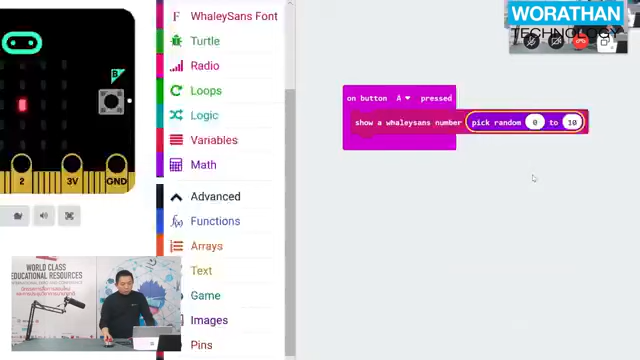 WORATHAN
TECHNOLOGY
B
2
3V
GND
F WhaleySans Font
Turtle
Radio
Loops
Logic
Variables
Math
Advanced
f(x) Functions
Arrays
Text
Game
Images
Pins
on button A pressed
show a whaleysans number pick random 0 to 10
WORLD CLASS
EDUCATIONAL RESOURCES